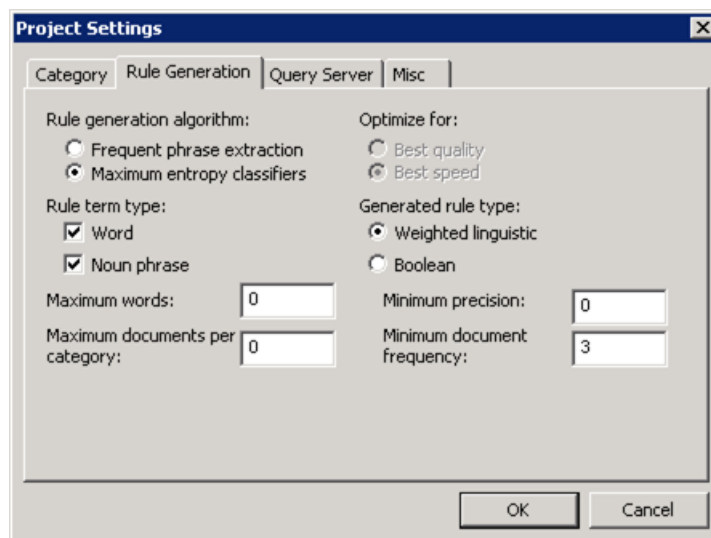 Project Settings
Category Rule Generation Query Server Misc
Rule generation algorithm: Optimize for:
Frequent phrase extraction Best quality
Maximum entropy classifiers Best speed
Rule term type: Generated rule type:
Word Weighted linguistic
Noun phrase Boolean
Maximum words: 0 Minimum precision: 0
Maximum documents per category: 0 Minimum document frequency: 3
OK Cancel